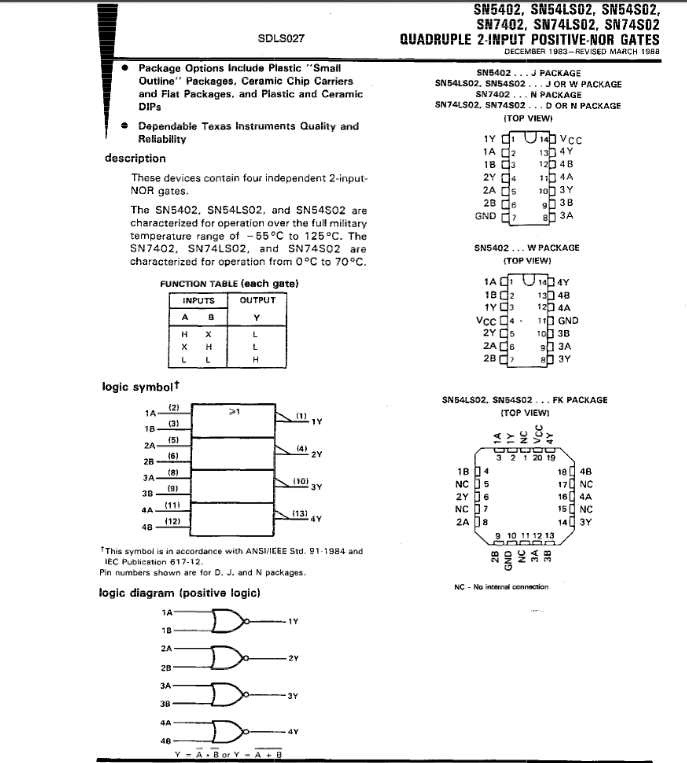 SN5402, SN54LS02, SN54S02,
SN7402, SN74LS02, SN74S02
QUADRUPLE 2-INPUT POSITIVE-NOR GATES
SDLS027
DECEMBER 1983—REVISED MARCH 1988
● Package Options Include Plastic "Small
Outline" Packages, Ceramic Chip Carriers
and Flat Packages, and Plastic and Ceramic
DIPs
● Dependable Texas Instruments Quality and
Reliability
description
These devices contain four independent 2-input-
NOR gates.
The SN5402, SN54LS02, and SN54S02 are
characterized for operation over the full military
temperature range of −55°C to 125°C. The
SN7402, SN74LS02, and SN74S02 are
characterized for operation from 0°C to 70°C.
FUNCTION TABLE (each gate)
INPUTS OUTPUT
A B Y
H X L
X H L
L L H
logic symbol†
≥1
1A (2)
1B (3)
(1) 1Y
2A (5)
2B (6)
(4) 2Y
3A (8)
3B (9)
(10) 3Y
4A (11)
4B (12)
(13) 4Y
†This symbol is in accordance with ANSI/IEEE Std. 91-1984 and
IEC Publication 617-12.
Pin numbers shown are for D, J, and N packages.
logic diagram (positive logic)
1A
1B
1Y
2A
2B
2Y
3A
3B
3Y
4A
4B
4Y
Y = A̅ · B̅ or Y = A̅ ̅+̅ ̅B̅
SN5402 . . . J PACKAGE
SN54LS02, SN54S02 . . . J OR W PACKAGE
SN7402 . . . N PACKAGE
SN74LS02, SN74S02 . . . D OR N PACKAGE
(TOP VIEW)
1Y 1 14 VCC
1A 2 13 4Y
1B 3 12 4B
2Y 4 11 4A
2A 5 10 3Y
2B 6 9 3B
GND 7 8 3A
SN5402 . . . W PACKAGE
(TOP VIEW)
1A 1 14 4Y
1B 2 13 4B
1Y 3 12 4A
VCC 4 11 GND
2Y 5 10 3B
2A 6 9 3A
2B 7 8 3Y
SN54LS02, SN54S02 . . . FK PACKAGE
(TOP VIEW)
1A 1Y NC VCC 4Y
3 2 1 20 19
1B 4 18 4B
NC 5 17 NC
2Y 6 16 4A
NC 7 15 NC
2A 8 14 3Y
9 10 11 12 13
2B GND NC 3A 3B
NC - No internal connection